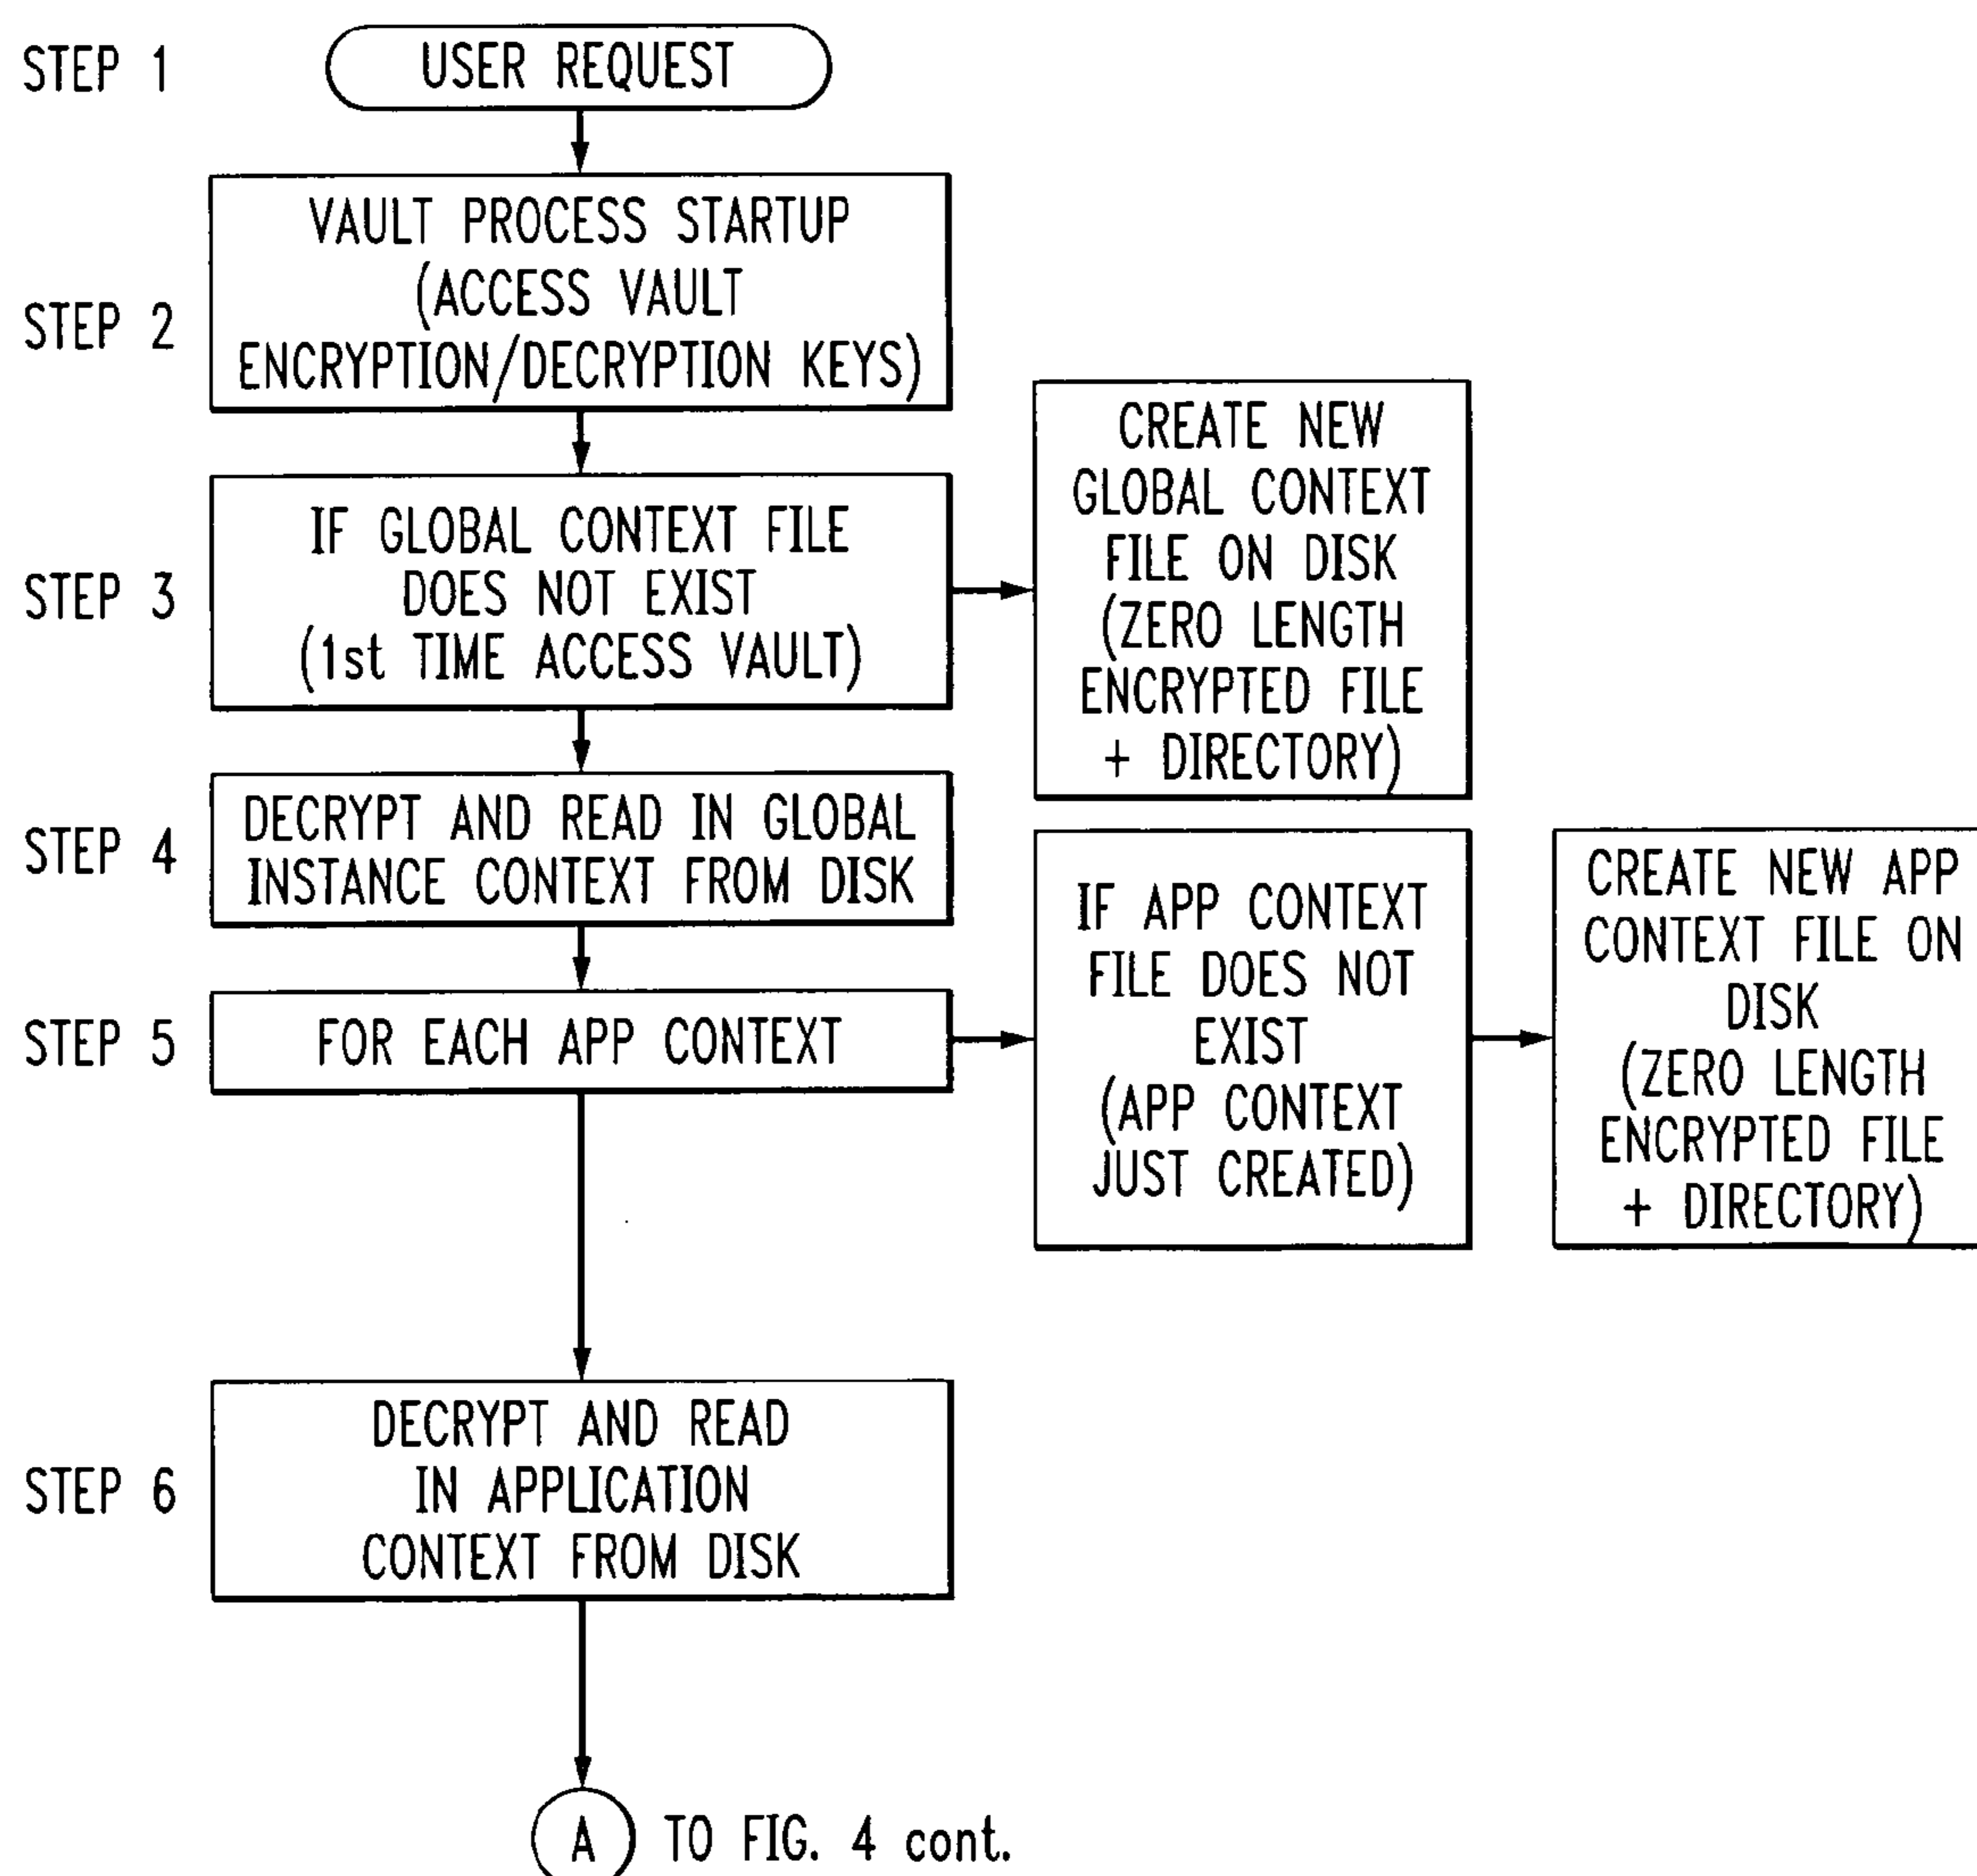 STEP 1
USER REQUEST
STEP 2
VAULT PROCESS STARTUP
(ACCESS VAULT
ENCRYPTION/DECRYPTION KEYS)
STEP 3
IF GLOBAL CONTEXT FILE
DOES NOT EXIST
(1st TIME ACCESS VAULT)
CREATE NEW
GLOBAL CONTEXT
FILE ON DISK
(ZERO LENGTH
ENCRYPTED FILE
+ DIRECTORY)
STEP 4
DECRYPT AND READ IN GLOBAL
INSTANCE CONTEXT FROM DISK
STEP 5
FOR EACH APP CONTEXT
IF APP CONTEXT
FILE DOES NOT
EXIST
(APP CONTEXT
JUST CREATED)
CREATE NEW APP
CONTEXT FILE ON
DISK
(ZERO LENGTH
ENCRYPTED FILE
+ DIRECTORY)
STEP 6
DECRYPT AND READ
IN APPLICATION
CONTEXT FROM DISK
A TO FIG. 4 cont.